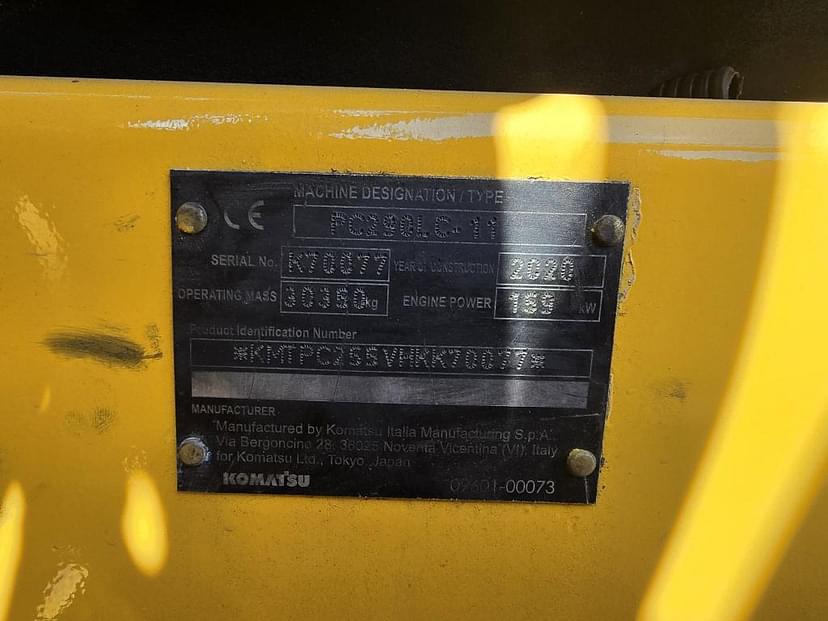 CE
MACHINE DESIGNATION / TYPE
PC290LC-11
SERIAL No. K70077 YEAR OF CONSTRUCTION 2020
OPERATING MASS kg ENGINE POWER 159 kW
Product Identification Number
MANUFACTURER
Manufactured by Komatsu Italia Manufacturing S.p.A.
Via Bergoncino 28, 36025 Noventa Vicentina (VI), Italy
for Komatsu Ltd., Tokyo Japan
KOMATSU
09601-00073